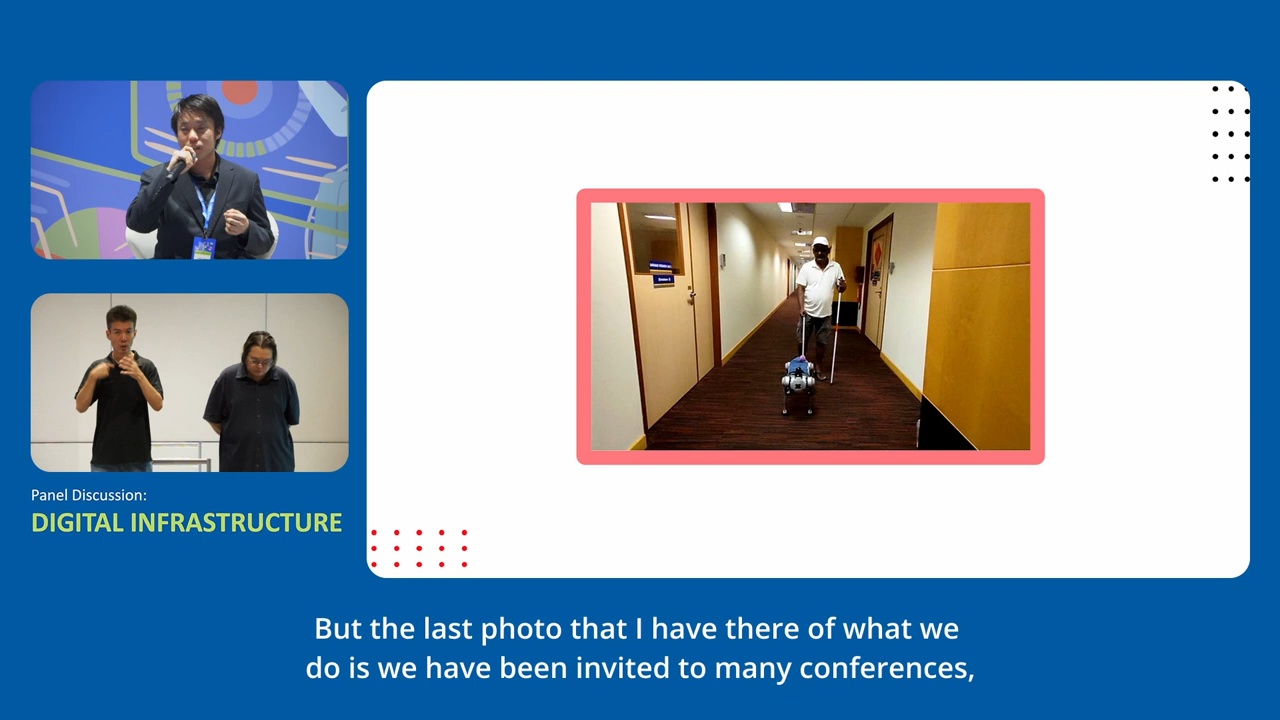 Panel Discussion:
DIGITAL INFRASTRUCTURE
But the last photo that I have there of what we
do is we have been invited to many conferences,